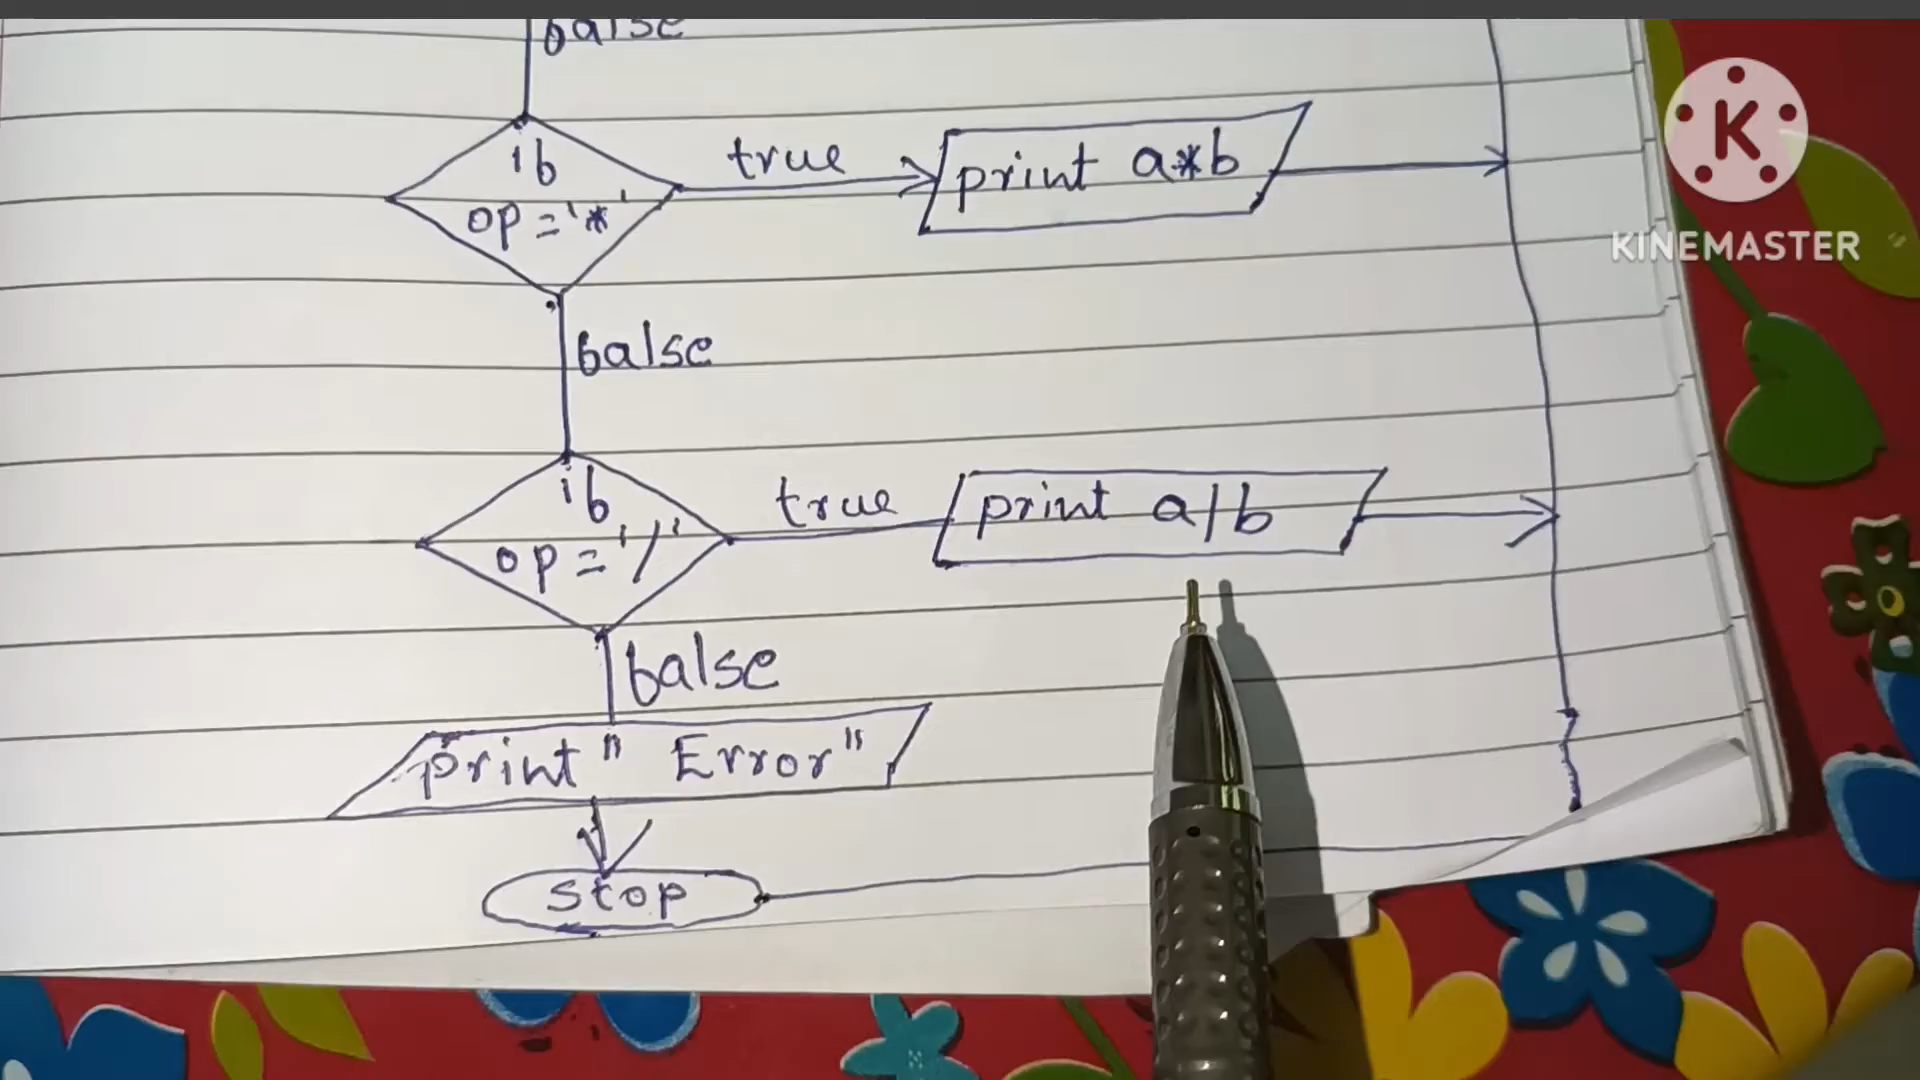 false
if
op='*'
true
print a*b
false
if
op='/'
true
print a/b
false
print " Error"
stop
K
KINEMASTER